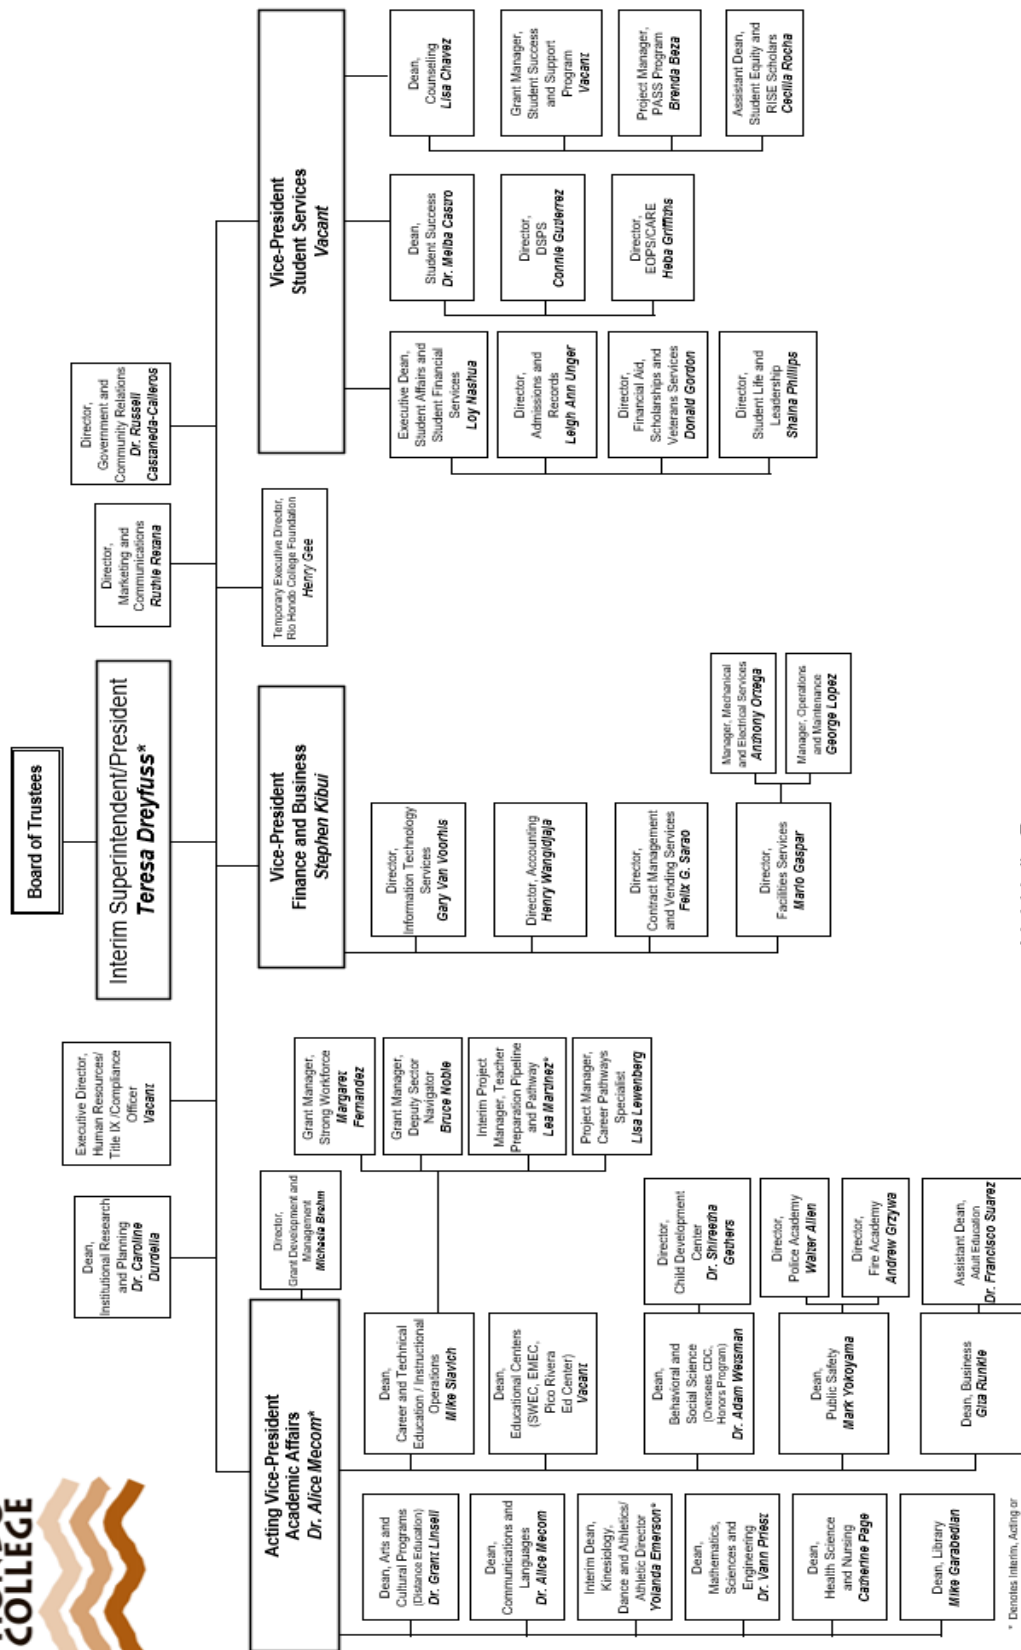 COLLEGE
Board of Trustees
Interim Superintendent/President
Teresa Dreyfuss*
Dean,
Institutional Research
and Planning
Dr. Caroline
Durdella
Executive Director,
Human Resources/
Title IX /Compliance
Officer
Vacant
Director,
Marketing and
Communications
Ruthie Retana
Director,
Government and
Community Relations
Dr. Russell
Castaneda-Calleros
Temporary Executive Director,
Rio Hondo College Foundation
Henry Gee
Acting Vice-President
Academic Affairs
Dr. Alice Mecom*
Director,
Grant Development and
Management
Michaela Brehm
Dean, Arts and
Cultural Programs
(Distance Education)
Dr. Grant Linsell
Dean,
Communications and
Languages
Dr. Alice Mecom
Interim Dean,
Kinesiology,
Dance and Athletics/
Athletic Director
Yolanda Emerson*
Dean,
Mathematics,
Sciences and
Engineering
Dr. Vann Priest
Dean,
Health Science
and Nursing
Catherine Page
Dean, Library
Mike Garabedian
Dean,
Career and Technical
Education / Instructional
Operations
Mike Slavich
Grant Manager,
Strong Workforce
Margaret
Fernandez
Grant Manager,
Deputy Sector
Navigator
Bruce Noble
Interim Project
Manager, Teacher
Preparation Pipeline
and Pathway
Lea Martinez*
Project Manager,
Career Pathways
Specialist
Lisa Lewenberg
Dean,
Educational Centers
(SWEC, EMEC,
Pico Rivera
Ed Center)
Vacant
Dean,
Behavioral and
Social Science
(Oversees CDC,
Honors Program)
Dr. Adam Wetsman
Director,
Child Development
Center
Dr. Shireetha
Gethers
Dean,
Public Safety
Mark Yokoyama
Director,
Police Academy
Walter Allen
Director,
Fire Academy
Andrew Grzywa
Dean, Business
Gita Runkle
Assistant Dean,
Adult Education
Dr. Francisco Suarez
Vice-President
Finance and Business
Stephen Kibui
Director,
Information Technology
Services
Gary Van Voorhis
Director, Accounting
Henry Wangidjaja
Director,
Contract Management
and Vending Services
Felix G. Sarao
Director,
Facilities Services
Mario Gaspar
Manager, Mechanical
and Electrical Services
Anthony Ortega
Manager, Operations
and Maintenance
George Lopez
Vice-President
Student Services
Vacant
Executive Dean,
Student Affairs and
Student Financial
Services
Loy Nashua
Director,
Admissions and
Records
Leigh Ann Unger
Director,
Financial Aid,
Scholarships and
Veterans Services
Donald Gordon
Director,
Student Life and
Leadership
Shaina Phillips
Dean,
Student Success
Dr. Melba Castro
Director,
DSPS
Connie Gutierrez
Director,
EOPS/CARE
Heba Griffiths
Dean,
Counseling
Lisa Chavez
Grant Manager,
Student Success
and Support
Program
Vacant
Project Manager,
PASS Program
Brenda Beza
Assistant Dean,
Student Equity and
RISE Scholars
Cecilia Rocha
* Denotes Interim, Acting or